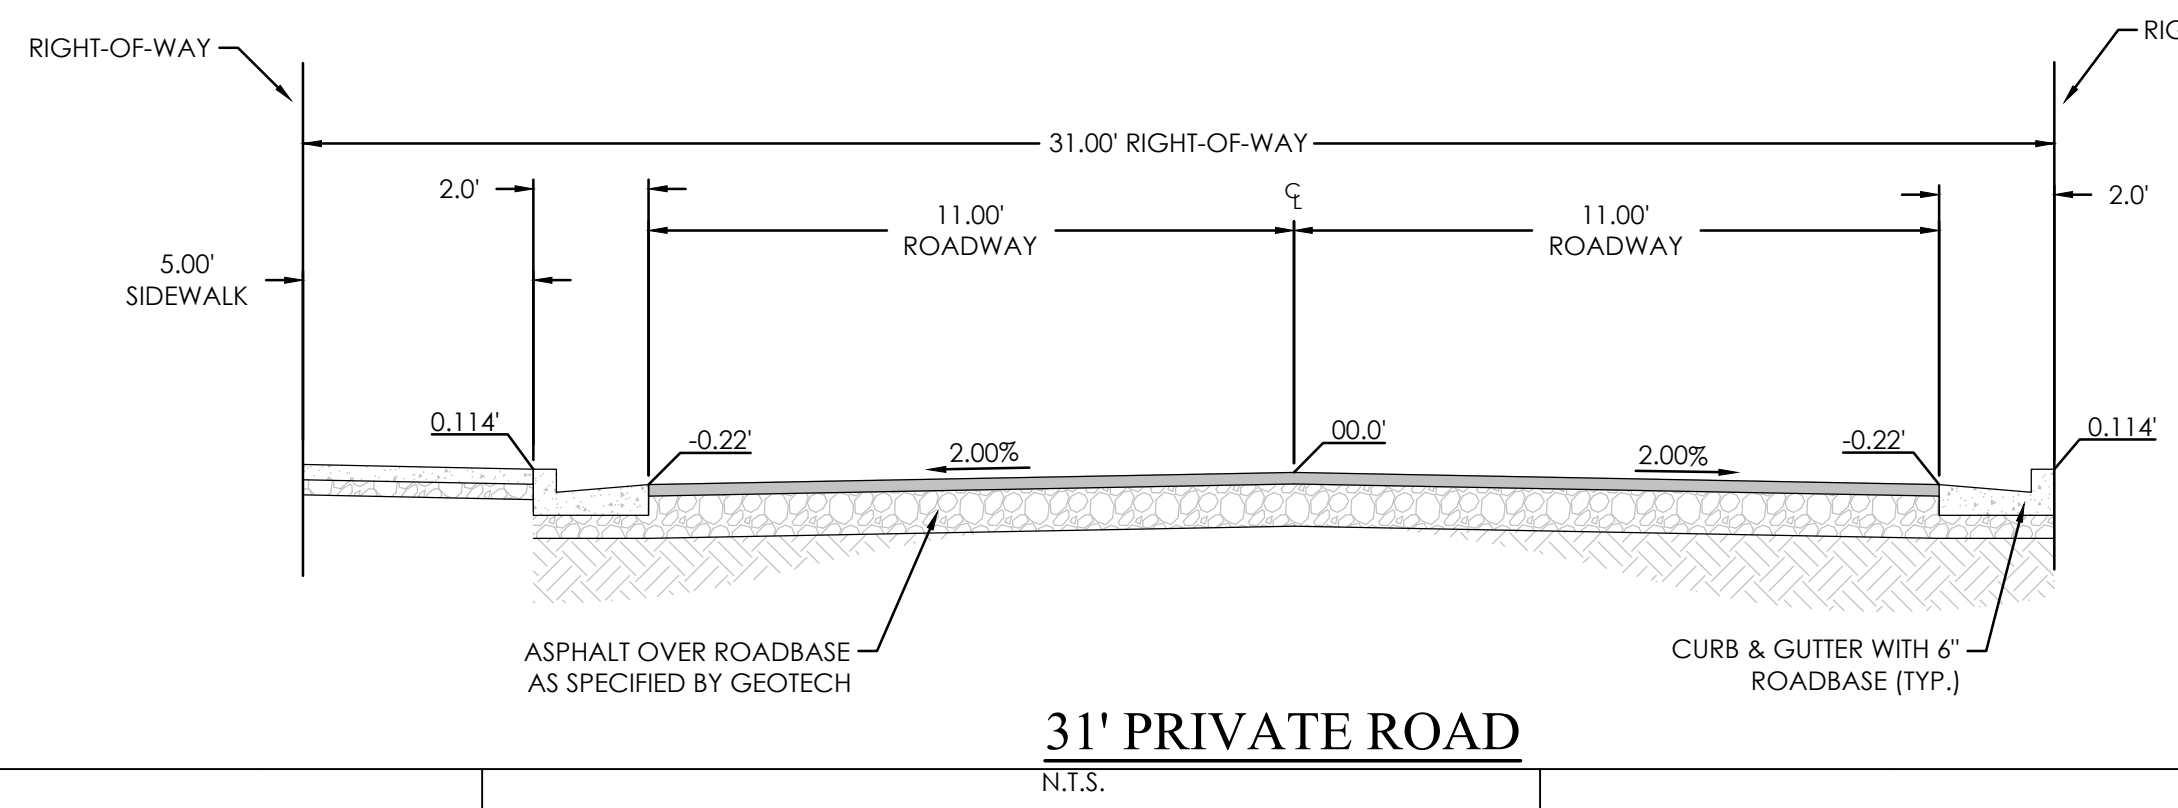 RIGHT-OF-WAY
RIG
31.00' RIGHT-OF-WAY
2.0'
℄
2.0'
11.00'
ROADWAY
11.00'
ROADWAY
5.00'
SIDEWALK
0.114'
-0.22'
2.00%
00.0'
2.00%
-0.22'
0.114'
ASPHALT OVER ROADBASE
AS SPECIFIED BY GEOTECH
CURB & GUTTER WITH 6"
ROADBASE (TYP.)
31' PRIVATE ROAD
N.T.S.